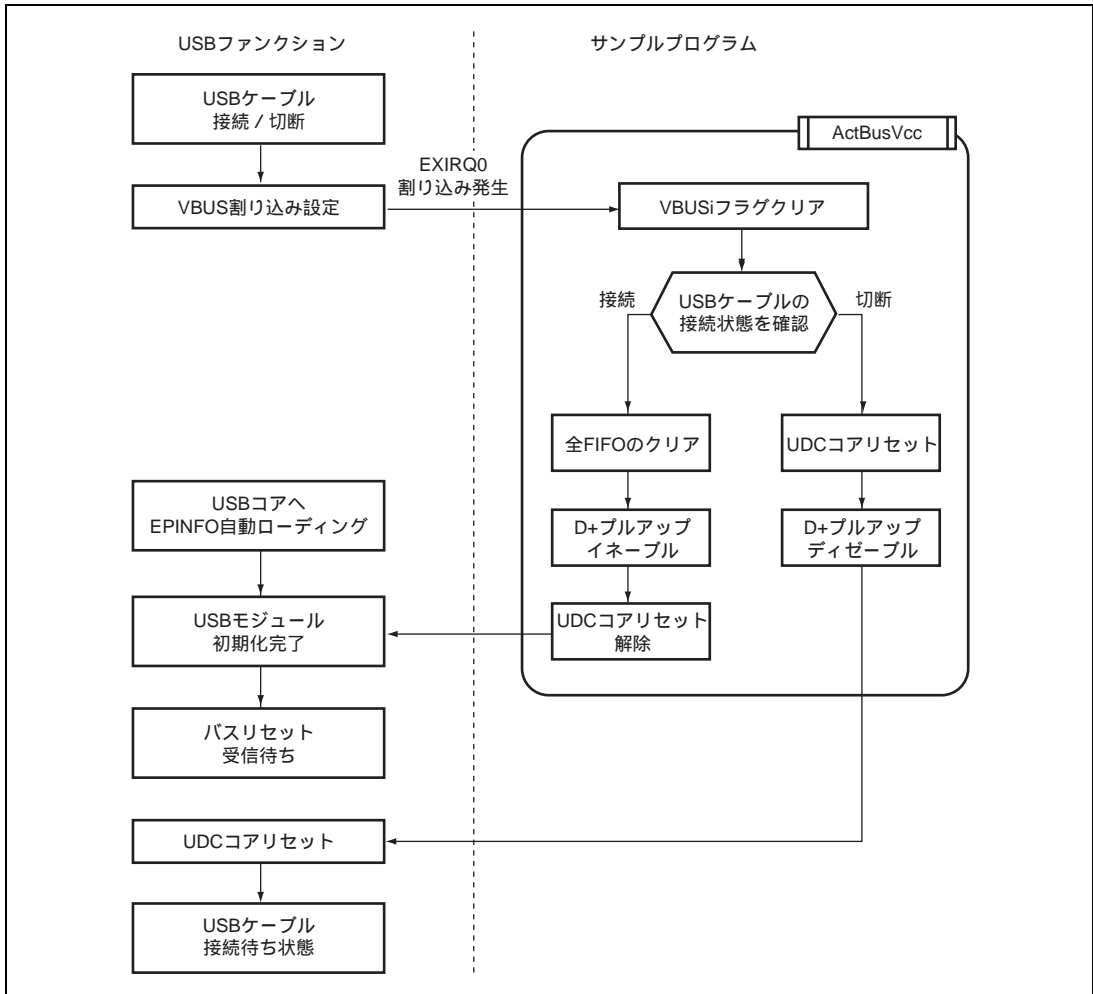 USBファンクション
サンプルプログラム
USBケーブル
接続 / 切断
ActBusVcc
EXIRQ0
割り込み発生
VBUS割り込み設定
VBUSiフラグクリア
接続
USBケーブルの
接続状態を確認
切断
全FIFOのクリア
UDCコアリセット
USBコアへ
EPINFO自動ローディング
D+プルアップ
イネーブル
D+プルアップ
ディゼーブル
USBモジュール
初期化完了
UDCコアリセット
解除
バスリセット
受信待ち
UDCコアリセット
USBケーブル
接続待ち状態